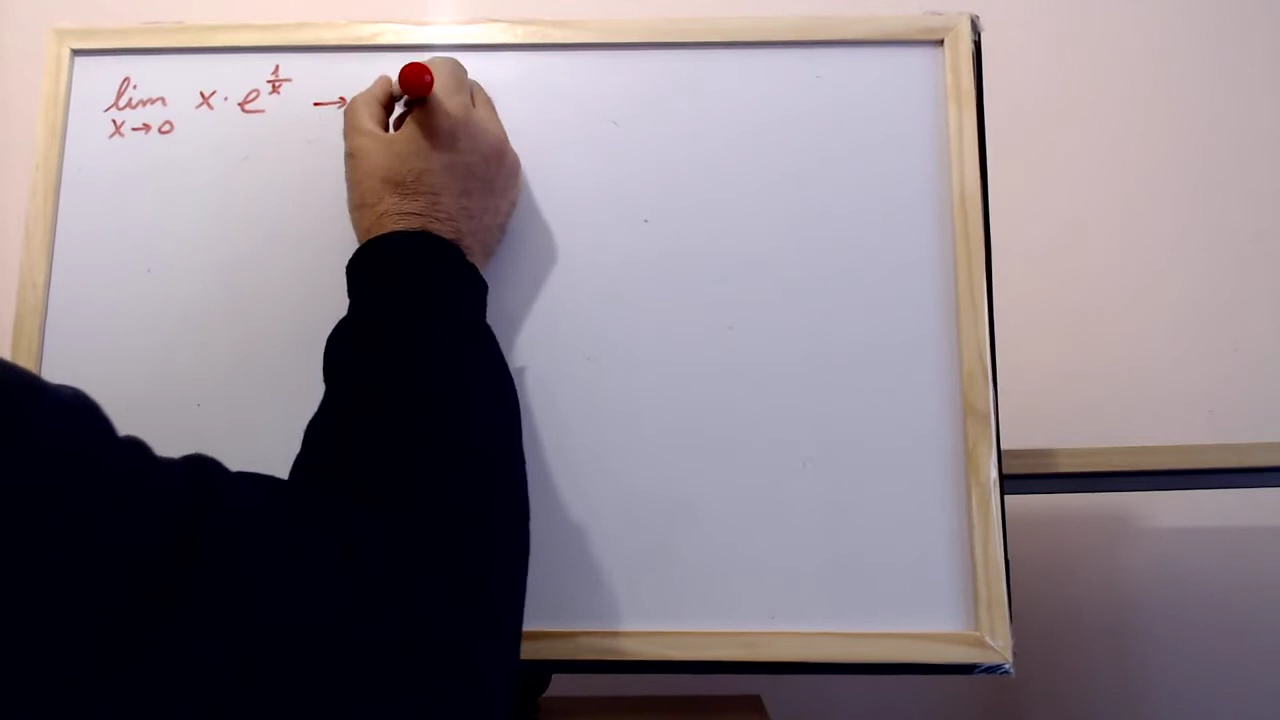 lim x · e^(1/x) →
x→0